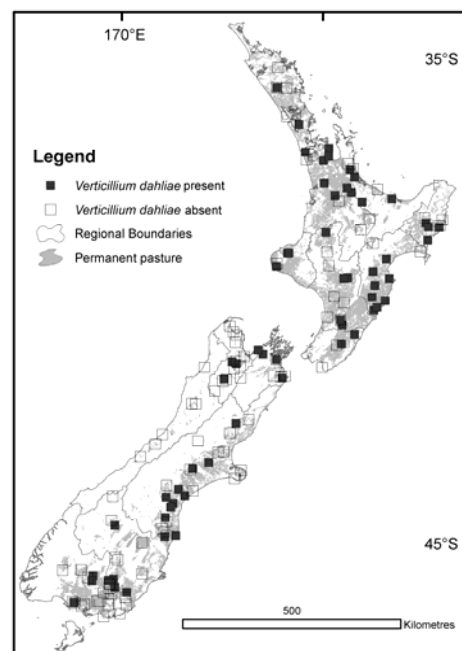 170°E
35°S
Legend
Verticillium dahliae present
Verticillium dahliae absent
Regional Boundaries
Permanent pasture
45°S
500
Kilometres